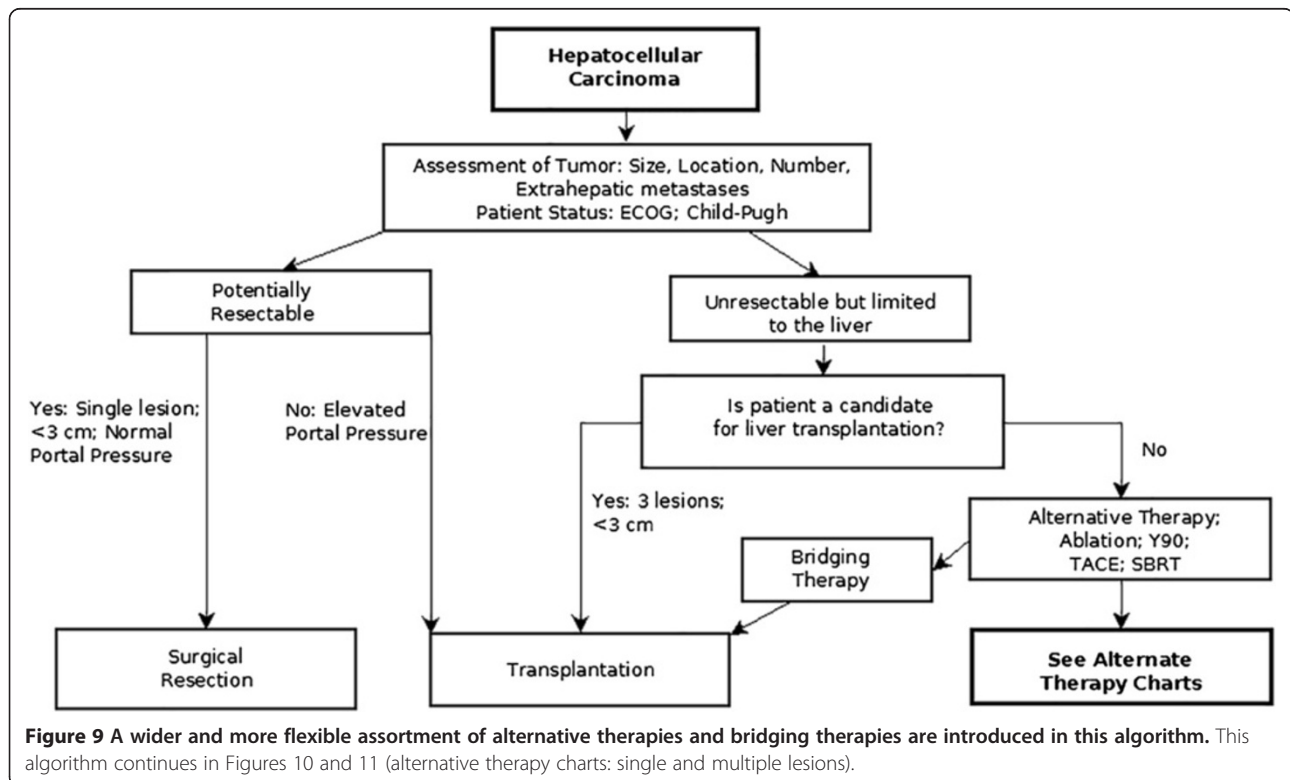 Hepatocellular
Carcinoma
Assessment of Tumor: Size, Location, Number,
Extrahepatic metastases
Patient Status: ECOG; Child-Pugh
Potentially
Resectable
Unresectable but limited
to the liver
Yes: Single lesion;
<3 cm; Normal
Portal Pressure
No: Elevated
Portal Pressure
Is patient a candidate
for liver transplantation?
No
Yes: 3 lesions;
<3 cm
Alternative Therapy;
Ablation; Y90;
TACE; SBRT
Bridging
Therapy
Surgical
Resection
Transplantation
See Alternate
Therapy Charts
Figure 9 A wider and more flexible assortment of alternative therapies and bridging therapies are introduced in this algorithm. This
algorithm continues in Figures 10 and 11 (alternative therapy charts: single and multiple lesions).